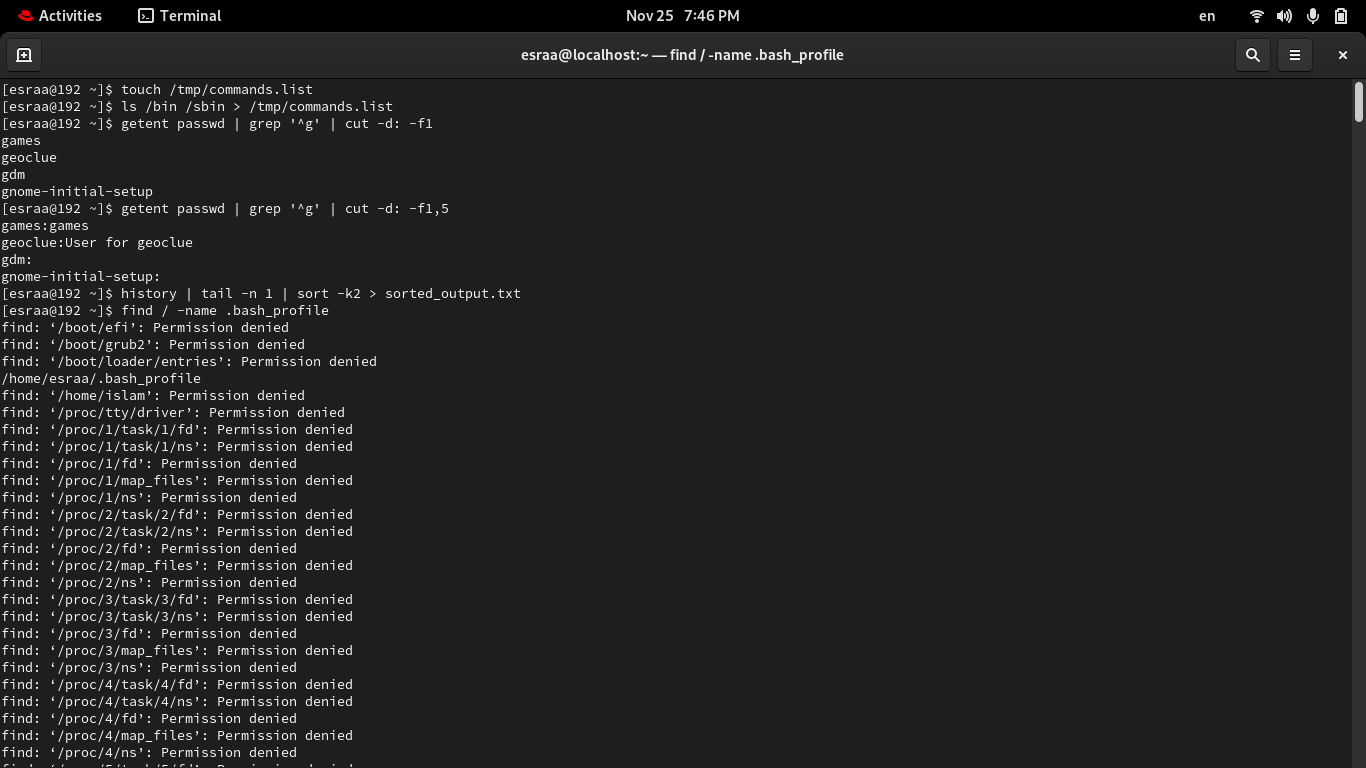 Activities
Terminal
Nov 25 7:46 PM
en
esraa@localhost:~ — find / -name .bash_profile
[esraa@192 ~]$ touch /tmp/commands.list
[esraa@192 ~]$ ls /bin /sbin > /tmp/commands.list
[esraa@192 ~]$ getent passwd | grep '^g' | cut -d: -f1
games
geoclue
gdm
gnome-initial-setup
[esraa@192 ~]$ getent passwd | grep '^g' | cut -d: -f1,5
games:games
geoclue:User for geoclue
gdm:
gnome-initial-setup:
[esraa@192 ~]$ history | tail -n 1 | sort -k2 > sorted_output.txt
[esraa@192 ~]$ find / -name .bash_profile
find: ‘/boot/efi’: Permission denied
find: ‘/boot/grub2’: Permission denied
find: ‘/boot/loader/entries’: Permission denied
/home/esraa/.bash_profile
find: ‘/home/islam’: Permission denied
find: ‘/proc/tty/driver’: Permission denied
find: ‘/proc/1/task/1/fd’: Permission denied
find: ‘/proc/1/task/1/ns’: Permission denied
find: ‘/proc/1/fd’: Permission denied
find: ‘/proc/1/map_files’: Permission denied
find: ‘/proc/1/ns’: Permission denied
find: ‘/proc/2/task/2/fd’: Permission denied
find: ‘/proc/2/task/2/ns’: Permission denied
find: ‘/proc/2/fd’: Permission denied
find: ‘/proc/2/map_files’: Permission denied
find: ‘/proc/2/ns’: Permission denied
find: ‘/proc/3/task/3/fd’: Permission denied
find: ‘/proc/3/task/3/ns’: Permission denied
find: ‘/proc/3/fd’: Permission denied
find: ‘/proc/3/map_files’: Permission denied
find: ‘/proc/3/ns’: Permission denied
find: ‘/proc/4/task/4/fd’: Permission denied
find: ‘/proc/4/task/4/ns’: Permission denied
find: ‘/proc/4/fd’: Permission denied
find: ‘/proc/4/map_files’: Permission denied
find: ‘/proc/4/ns’: Permission denied